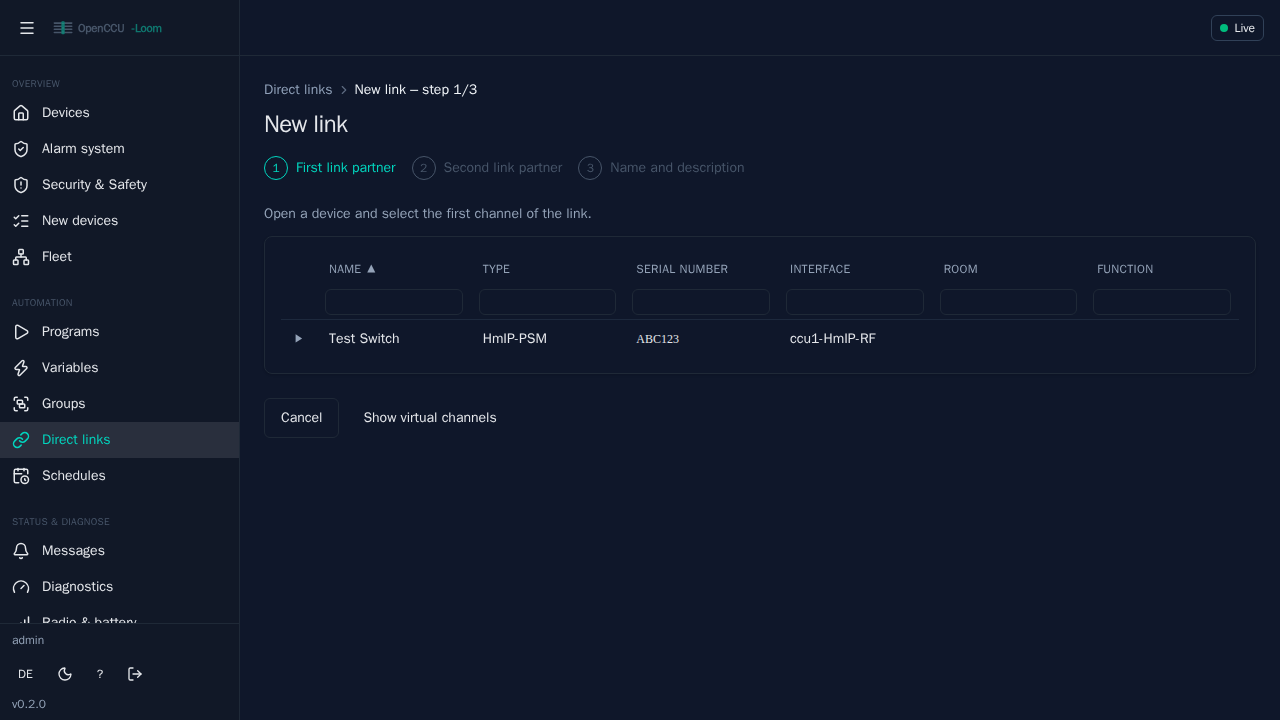 OpenCCU -Loom
Live
OVERVIEW
Devices
Alarm system
Security & Safety
New devices
Fleet
AUTOMATION
Programs
Variables
Groups
Direct links
Schedules
STATUS & DIAGNOSE
Messages
Diagnostics
Radio & battery
admin
DE
?
v0.2.0
Direct links > New link – step 1/3
New link
1 First link partner 2 Second link partner 3 Name and description
Open a device and select the first channel of the link.
NAME ▲ TYPE SERIAL NUMBER INTERFACE ROOM FUNCTION
Test Switch HmIP-PSM ABC123 ccu1-HmIP-RF
Cancel Show virtual channels